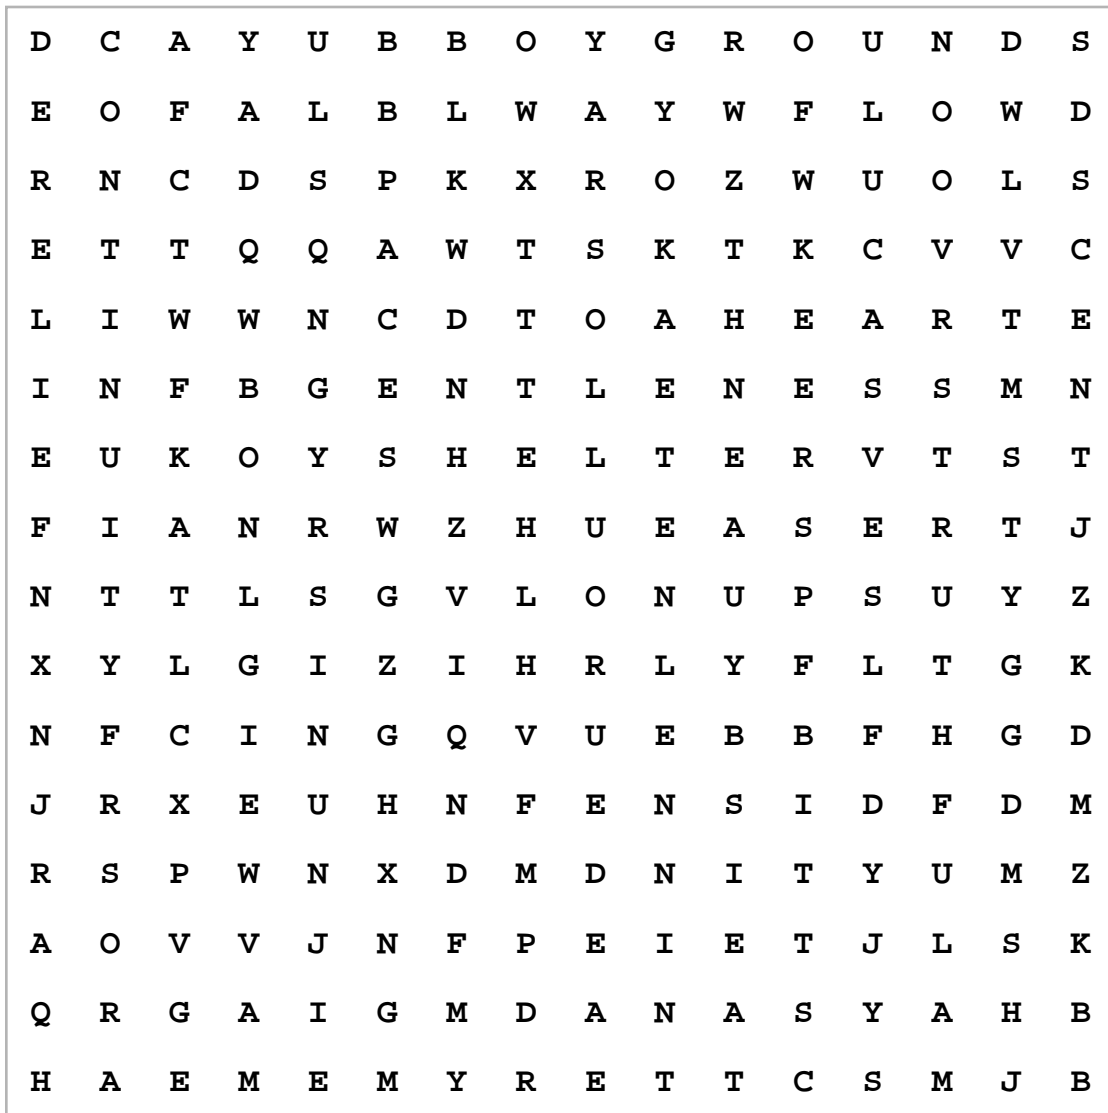 D C A Y U B B O Y G R O U N D S
E O F A L B L W A Y W F L O W D
R N C D S P K X R O Z W U O L S
E T T Q Q A W T S K T K C V V C
L I W W N C D T O A H E A R T E
I N F B G E N T L E N E S S M N
E U K O Y S H E L T E R V T S T
F I A N R W Z H U E A S E R T J
N T T L S G V L O N U P S U Y Z
X Y L G I Z I H R L Y F L T G K
N F C I N G Q V U E B B F H G D
J R X E U H N F E N S I D F D M
R S P W N X D M D N I T Y U M Z
A O V V J N F P E I E T J L S K
Q R G A I G M D A N A S Y A H B
H A E M E M Y R E T T C S M J B